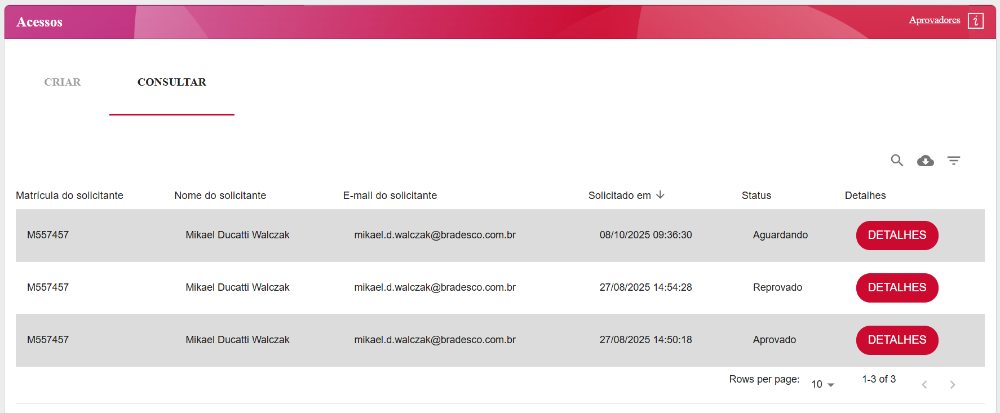 Acessos
Aprovadores i
CRIAR CONSULTAR
Matrícula do solicitante Nome do solicitante E-mail do solicitante Solicitado em Status Detalhes
M557457 Mikael Ducatti Walczak mikael.d.walczak@bradesco.com.br 08/10/2025 09:36:30 Aguardando DETALHES
M557457 Mikael Ducatti Walczak mikael.d.walczak@bradesco.com.br 27/08/2025 14:54:28 Reprovado DETALHES
M557457 Mikael Ducatti Walczak mikael.d.walczak@bradesco.com.br 27/08/2025 14:50:18 Aprovado DETALHES
Rows per page: 10 1-3 of 3